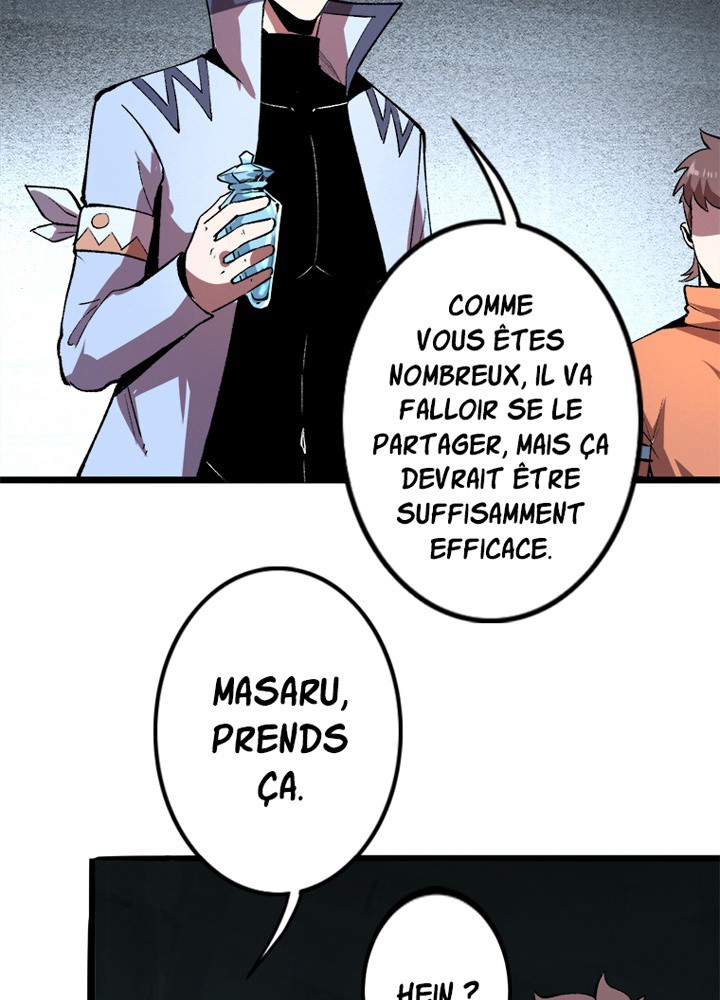 W
W
COMME
VOUS ÊTES
NOMBREUX, IL VA
FALLOIR SE LE
PARTAGER, MAIS ÇA
DEVRAIT ÊTRE
SUFFISAMMENT
EFFICACE.
MASARU,
PRENDS
ÇA.
HEIN ?